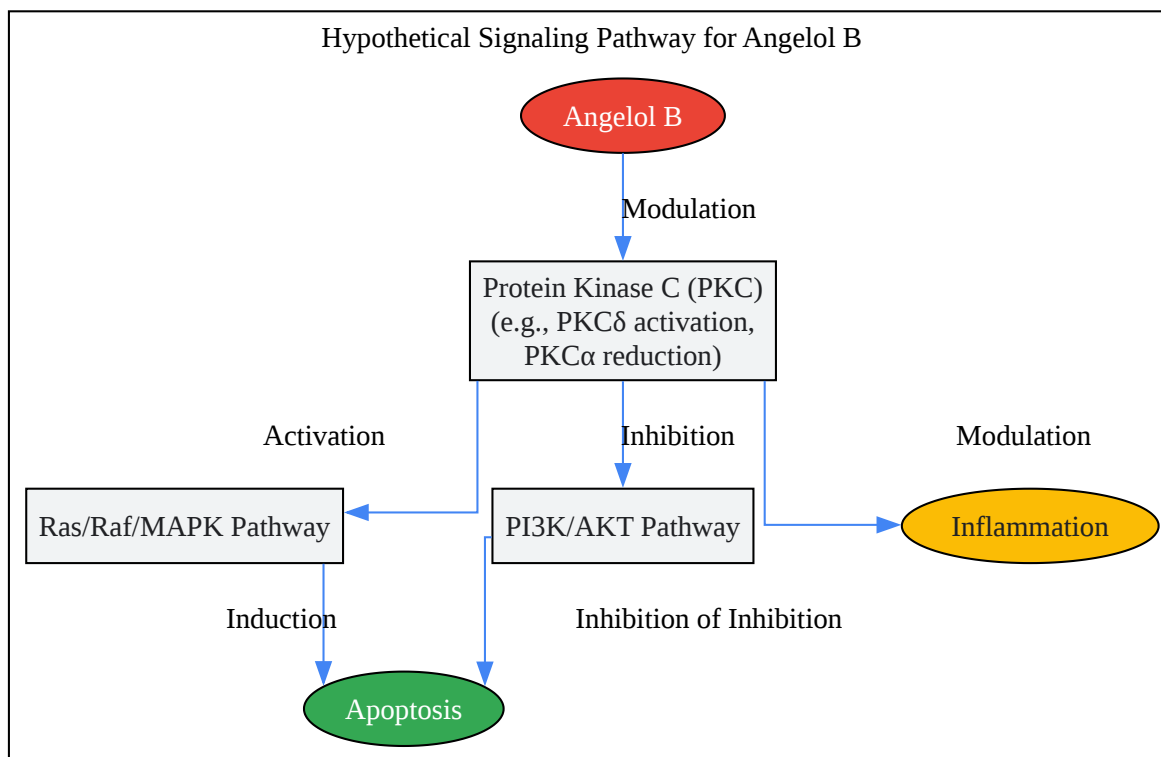 Hypothetical Signaling Pathway for Angelol B
Angelol B
Modulation
Protein Kinase C (PKC)
(e.g., PKCδ activation,
PKCα reduction)
Activation
Inhibition
Modulation
Ras/Raf/MAPK Pathway
PI3K/AKT Pathway
Inflammation
Induction
Inhibition of Inhibition
Apoptosis